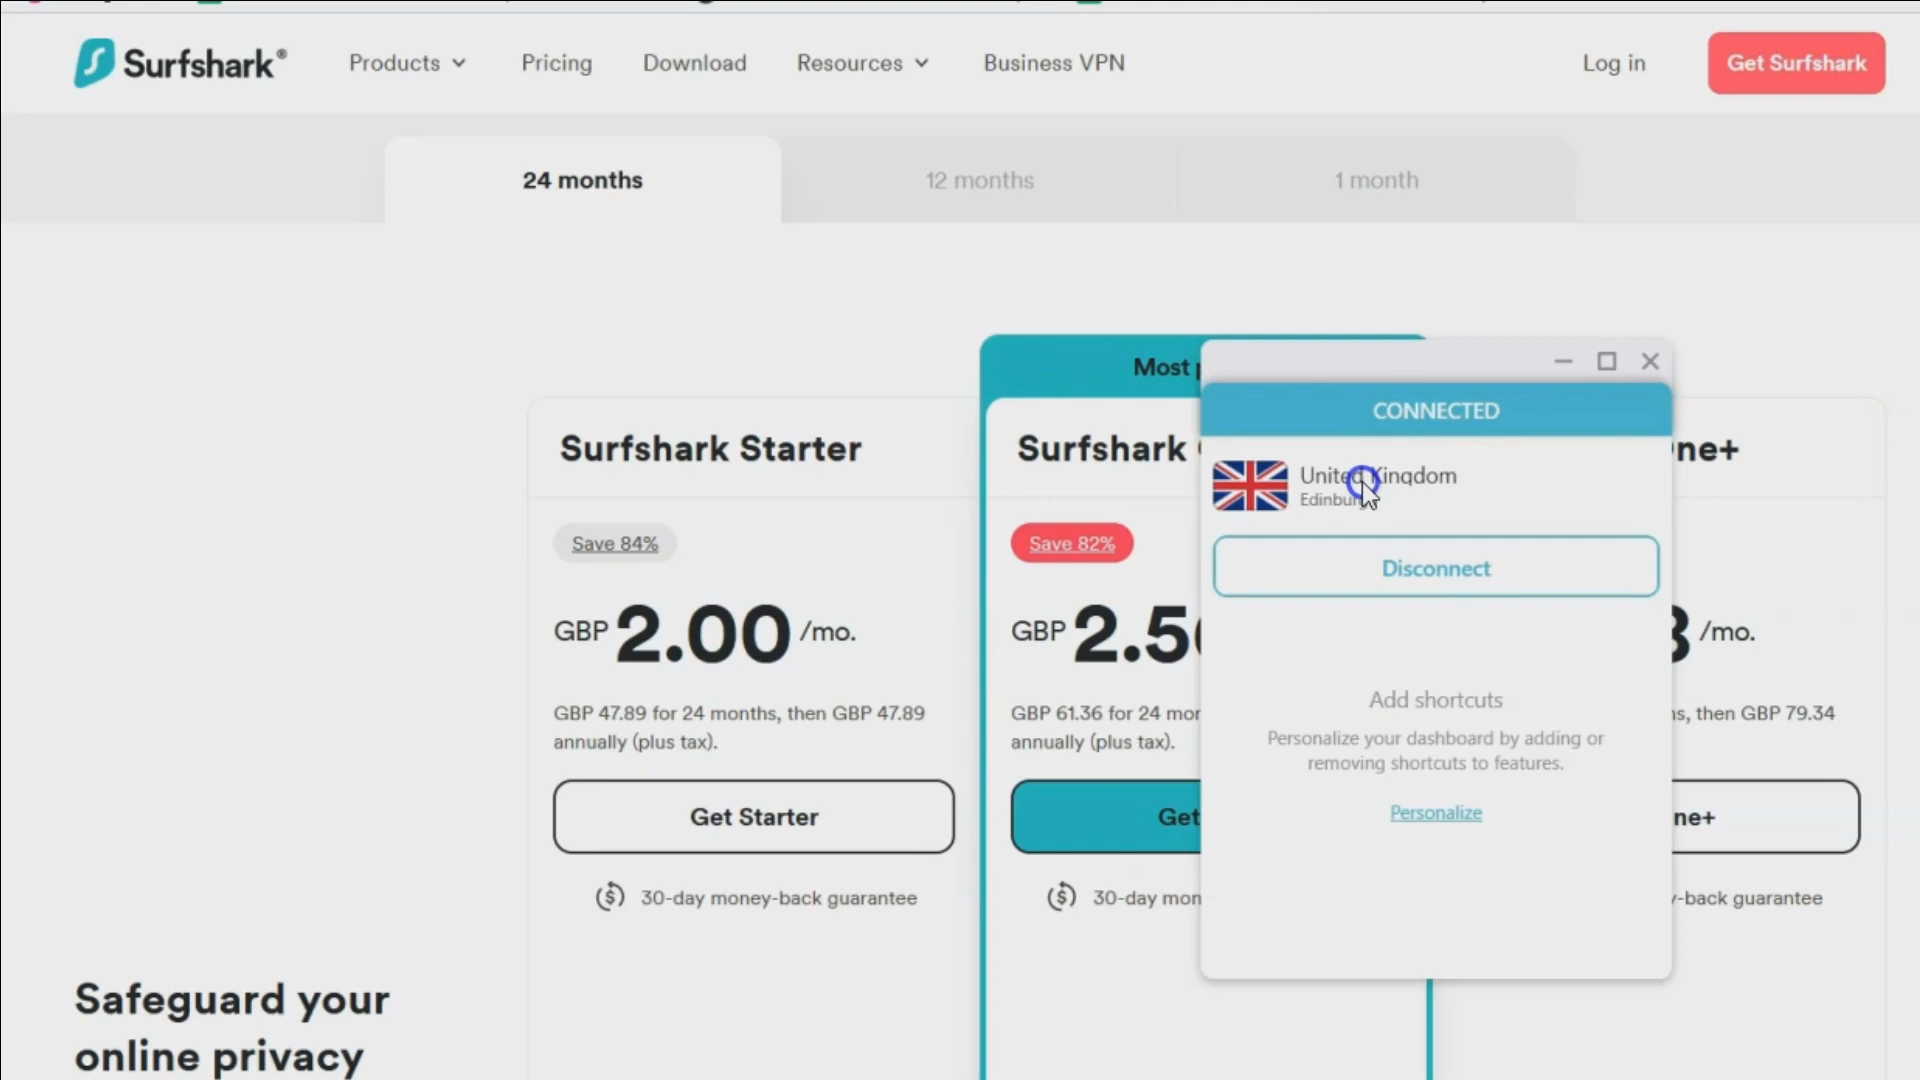 Surfshark®
Products
Pricing
Download
Resources
Business VPN
Log in
Get Surfshark
24 months
12 months
1 month
Most
Surfshark Starter
Save 84%
GBP 2.00 /mo.
GBP 47.89 for 24 months, then GBP 47.89
annually (plus tax).
Get Starter
30-day money-back guarantee
Surfshark
Save 82%
GBP 2.5
GBP 61.36 for 24
annually (plus tax).
Get
30-day
CONNECTED
United Kingdom
Disconnect
Add shortcuts
Personalize your dashboard by adding or
removing shortcuts to features.
Personalize
/mo.
then GBP 79.34
-back guarantee
Safeguard your
online privacy